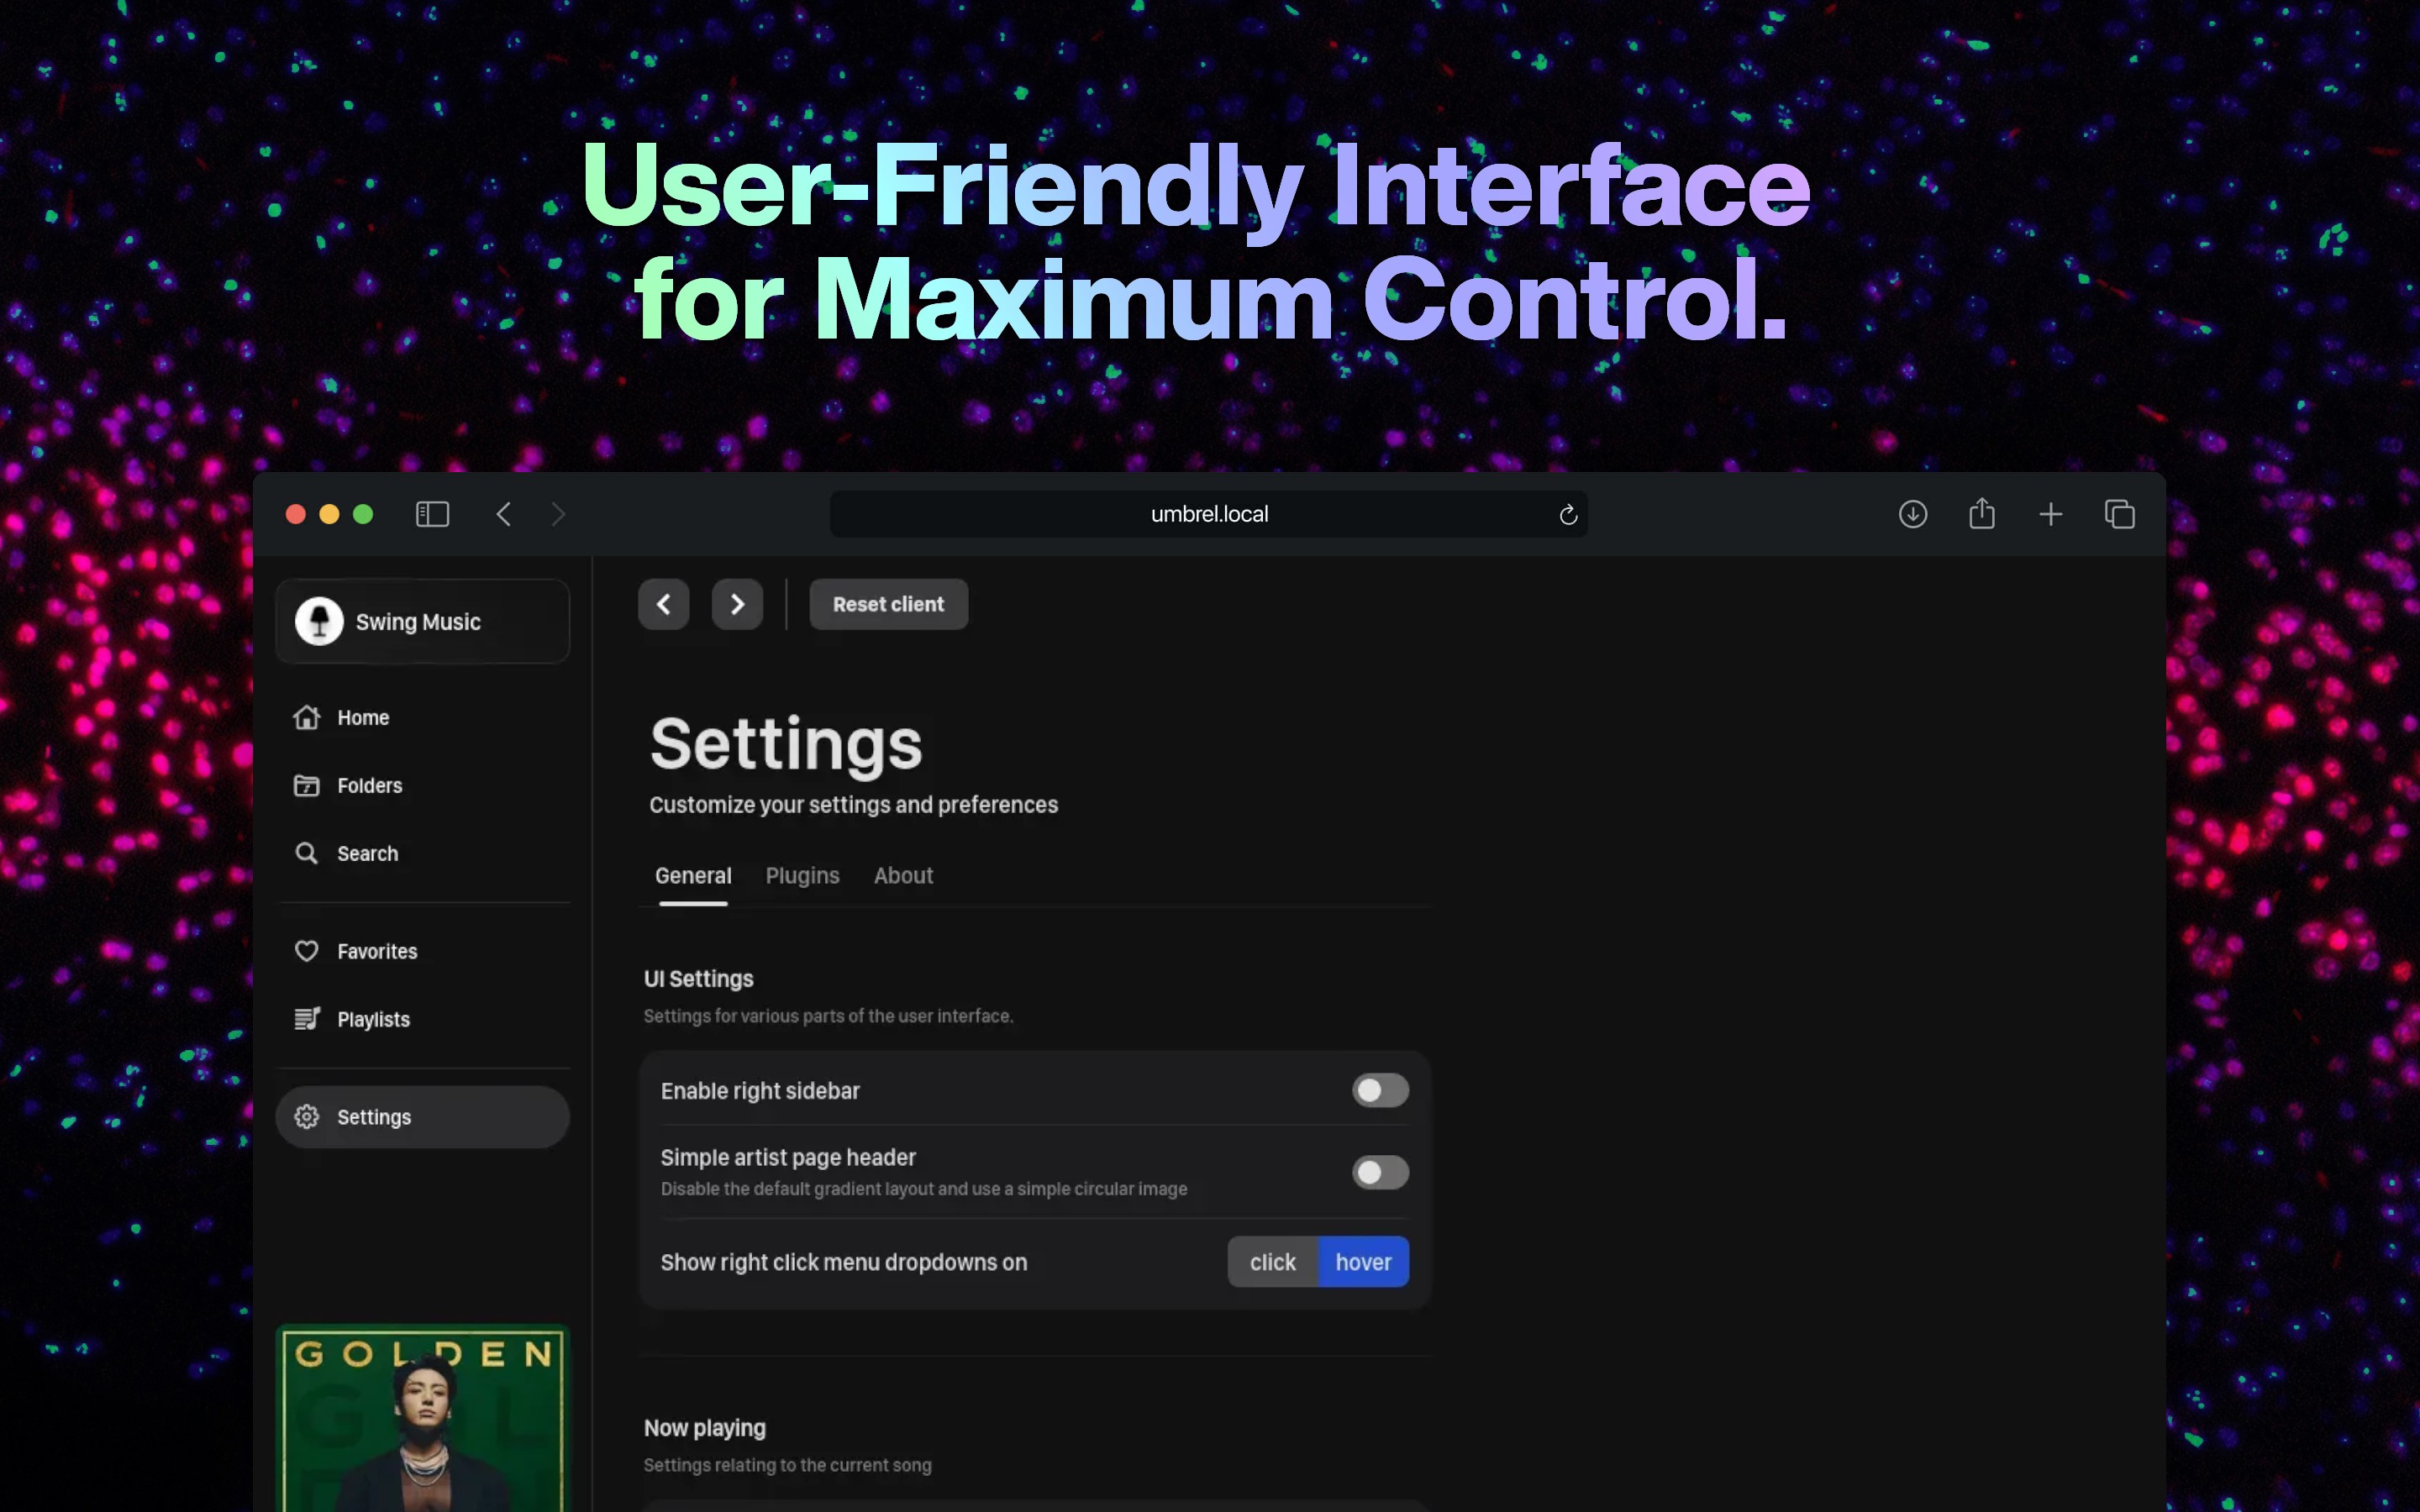 User-Friendly Interface
for Maximum Control.
umbrel.local
Swing Music
Home
Folders
Search
Favorites
Playlists
Settings
GOLDEN
Reset client
Settings
Customize your settings and preferences
General Plugins About
UI Settings
Settings for various parts of the user interface.
Enable right sidebar
Simple artist page header
Disable the default gradient layout and use a simple circular image
Show right click menu dropdowns on click hover
Now playing
Settings relating to the current song